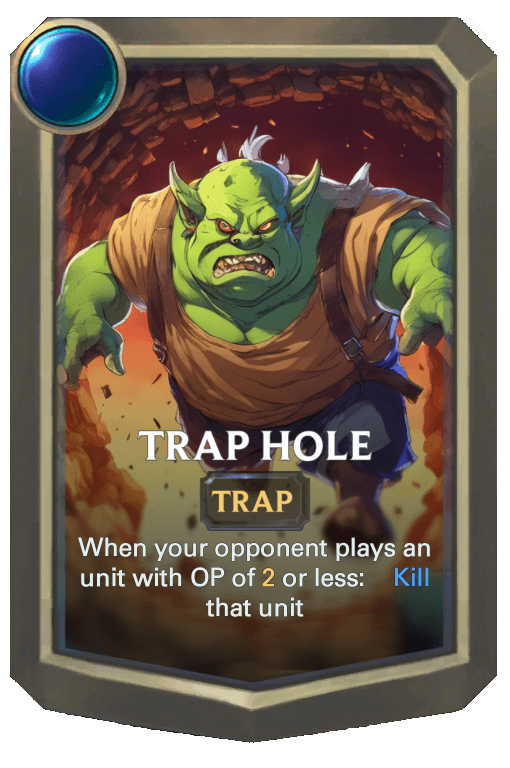 TRAP HOLE
TRAP
When your opponent plays an
unit with OP of 2 or less: Kill
that unit